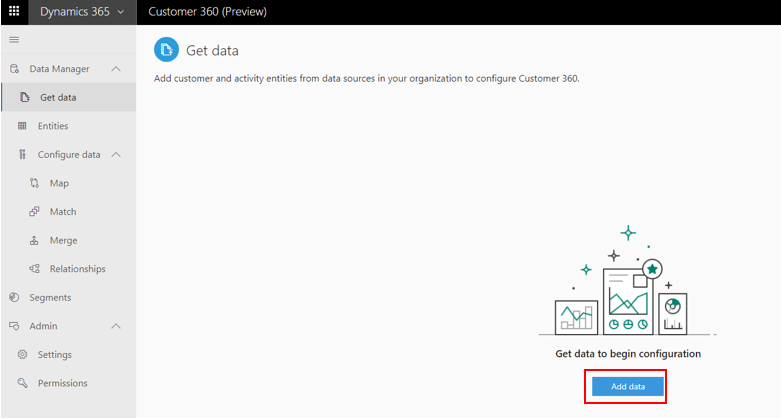 Dynamics 365
Customer 360 (Preview)
Data Manager
Get data
Entities
Configure data
Map
Match
Merge
Relationships
Segments
Admin
Settings
Permissions
Get data
Add customer and activity entities from data sources in your organization to configure Customer 360.
Get data to begin configuration
Add data